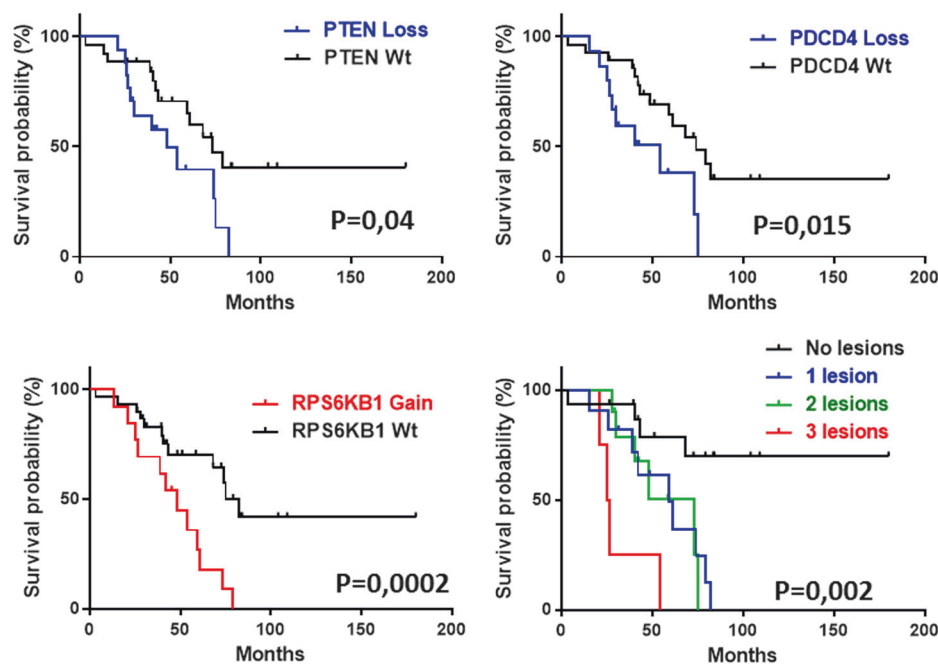 PTEN Loss
PTEN Wt
Survival probability (%)
100
50
0
P=0,04
0 50 100 150 200
Months
PDCD4 Loss
PDCD4 Wt
Survival probability (%)
100
50
0
P=0,015
0 50 100 150 200
Months
RPS6KB1 Gain
RPS6KB1 Wt
Survival probability (%)
100
50
0
P=0,0002
0 50 100 150 200
Months
No lesions
1 lesion
2 lesions
3 lesions
Survival probability (%)
100
50
0
P=0,002
0 50 100 150 200
Months